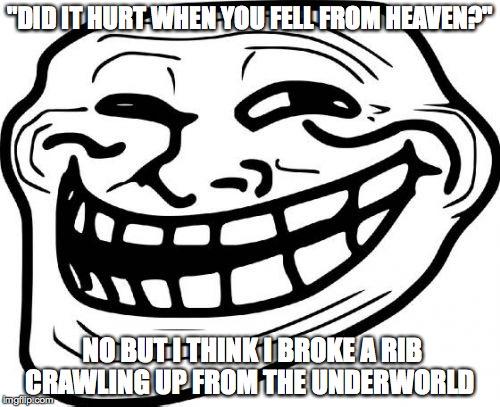 "DID IT HURT WHEN YOU FELL FROM HEAVEN?"
NO BUT I THINK I BROKE A RIB
CRAWLING UP FROM THE UNDERWORLD
imgflip.com